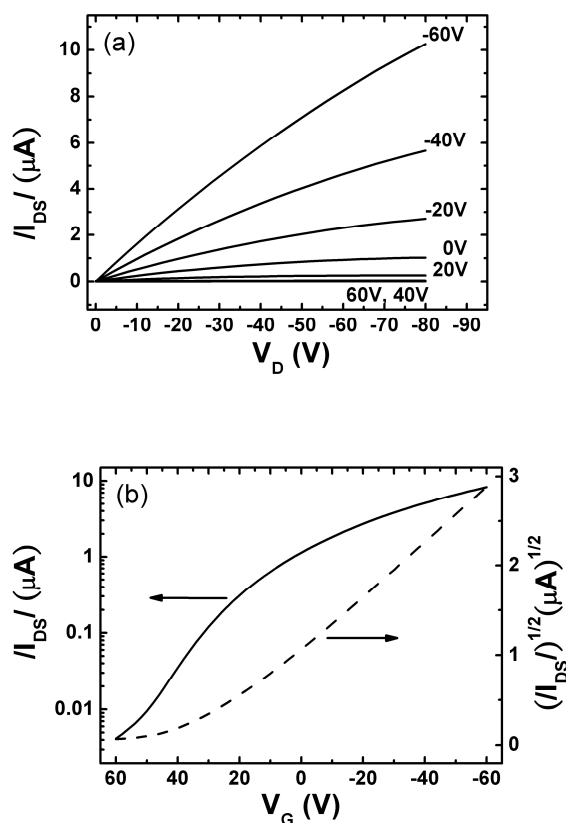 (a)
-60V
-40V
-20V
0V
20V
60V, 40V
10
8
6
4
2
0
/I_DS/ (μA)
0 -10 -20 -30 -40 -50 -60 -70 -80 -90
V_D (V)
(b)
10
1
0.1
0.01
/I_DS/ (μA)
3
2
1
0
(/I_DS/)^1/2 (μA)^1/2
60 40 20 0 -20 -40 -60
V_G (V)